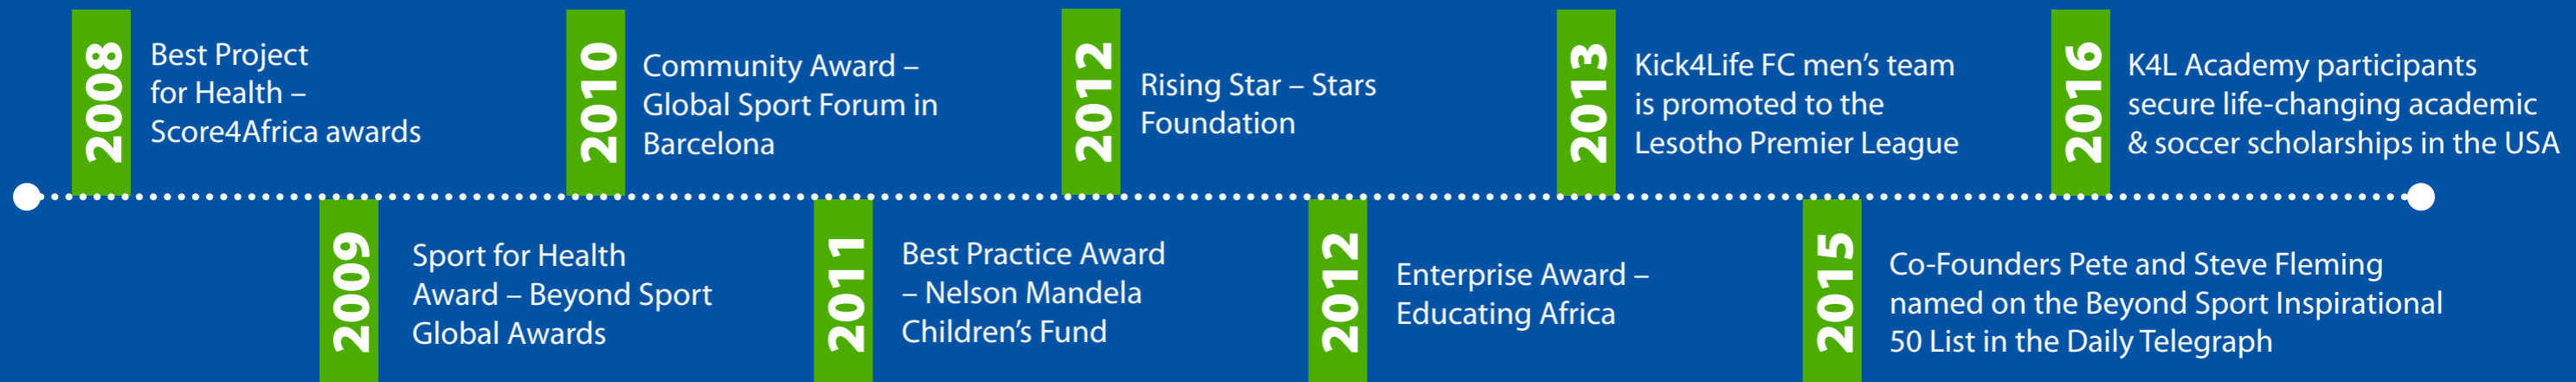 2008
Best Project
for Health –
Score4Africa awards
2009
Sport for Health
Award – Beyond Sport
Global Awards
2010
Community Award –
Global Sport Forum in
Barcelona
2011
Best Practice Award
– Nelson Mandela
Children’s Fund
2012
Rising Star – Stars
Foundation
2012
Enterprise Award –
Educating Africa
2013
Kick4Life FC men’s team
is promoted to the
Lesotho Premier League
2015
Co-Founders Pete and Steve Fleming
named on the Beyond Sport Inspirational
50 List in the Daily Telegraph
2016
K4L Academy participants
secure life-changing academic
& soccer scholarships in the USA